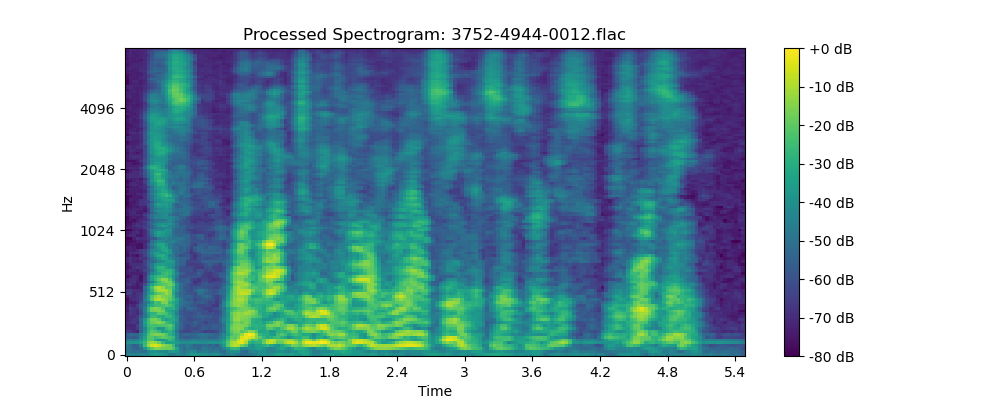 Processed Spectrogram: 3752-4944-0012.flac
Hz
4096
2048
1024
512
0
0 0.6 1.2 1.8 2.4 3 3.6 4.2 4.8 5.4
Time
+0 dB
-10 dB
-20 dB
-30 dB
-40 dB
-50 dB
-60 dB
-70 dB
-80 dB